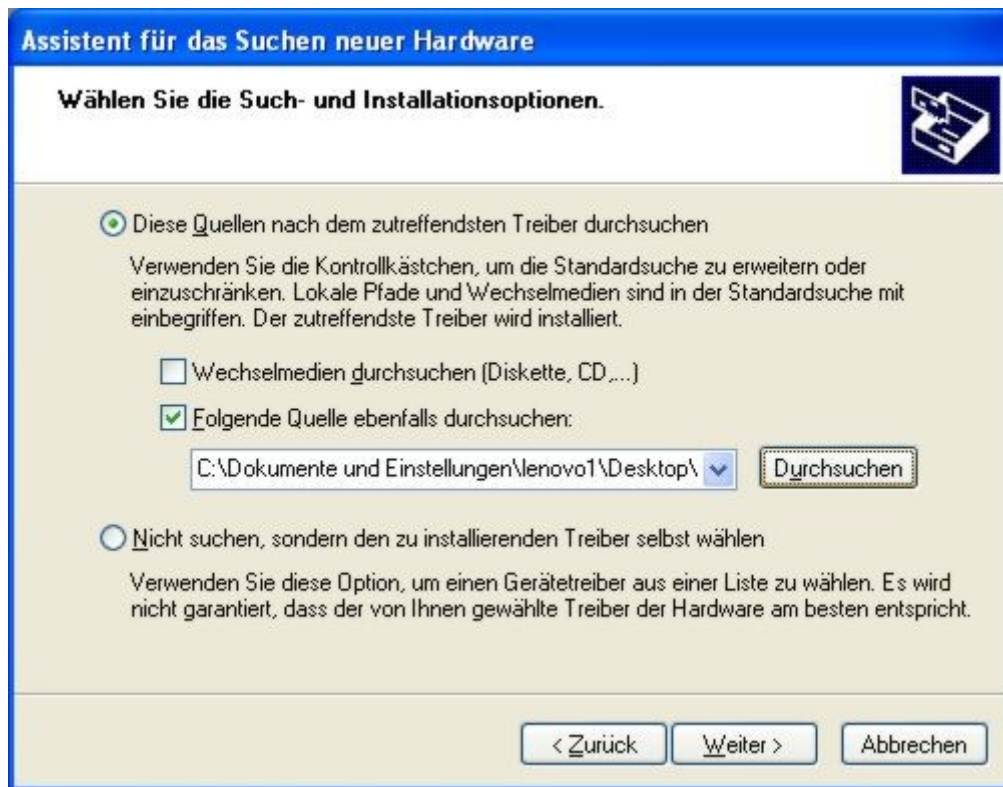 Assistent für das Suchen neuer Hardware
Wählen Sie die Such- und Installationsoptionen.
Diese Quellen nach dem zutreffendsten Treiber durchsuchen
Verwenden Sie die Kontrollkästchen, um die Standardsuche zu erweitern oder
einzuschränken. Lokale Pfade und Wechselmedien sind in der Standardsuche mit
einbegriffen. Der zutreffendste Treiber wird installiert.
Wechselmedien durchsuchen (Diskette, CD,...)
Folgende Quelle ebenfalls durchsuchen:
C:\Dokumente und Einstellungen\lenovo1\Desktop\ Durchsuchen
Nicht suchen, sondern den zu installierenden Treiber selbst wählen
Verwenden Sie diese Option, um einen Gerätetreiber aus einer Liste zu wählen. Es wird
nicht garantiert, dass der von Ihnen gewählte Treiber der Hardware am besten entspricht.
< Zurück Weiter > Abbrechen